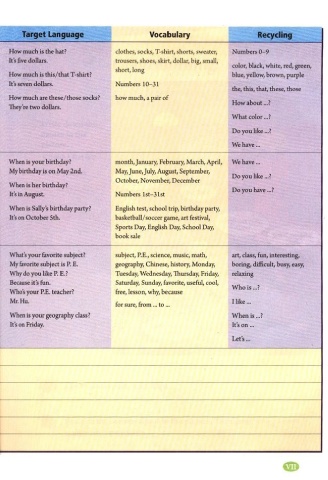 Target Language
Vocabulary
Recycling
How much is the hat?
It's five dollars.
How much is this/that T-shirt?
It's seven dollars.
How much are these/those socks?
They're two dollars.
clothes, socks, T-shirt, shorts, sweater,
trousers, shoes, skirt, dollar, big, small,
short, long
Numbers 10–31
how much, a pair of
Numbers 0–9
color, black, white, red, green,
blue, yellow, brown, purple
the, this, that, these, those
How about ...?
What color ...?
Do you like ...?
We have ...
When is your birthday?
My birthday is on May 2nd.
When is her birthday?
It's in August.
When is Sally's birthday party?
It's on October 5th.
month, January, February, March, April,
May, June, July, August, September,
October, November, December
Numbers 1st–31st
English test, school trip, birthday party,
basketball/soccer game, art festival,
Sports Day, English Day, School Day,
book sale
We have ...
Do you like ...?
Do you have ...?
What's your favorite subject?
My favorite subject is P. E.
Why do you like P. E.?
Because it's fun.
Who's your P.E. teacher?
Mr. Hu.
When is your geography class?
It's on Friday.
subject, P.E., science, music, math,
geography, Chinese, history, Monday,
Tuesday, Wednesday, Thursday, Friday,
Saturday, Sunday, favorite, useful, cool,
free, lesson, why, because
for sure, from ... to ...
art, class, fun, interesting,
boring, difficult, busy, easy,
relaxing
Who is ...?
I like ...
When is ...?
It's on ...
Let's ...
VII